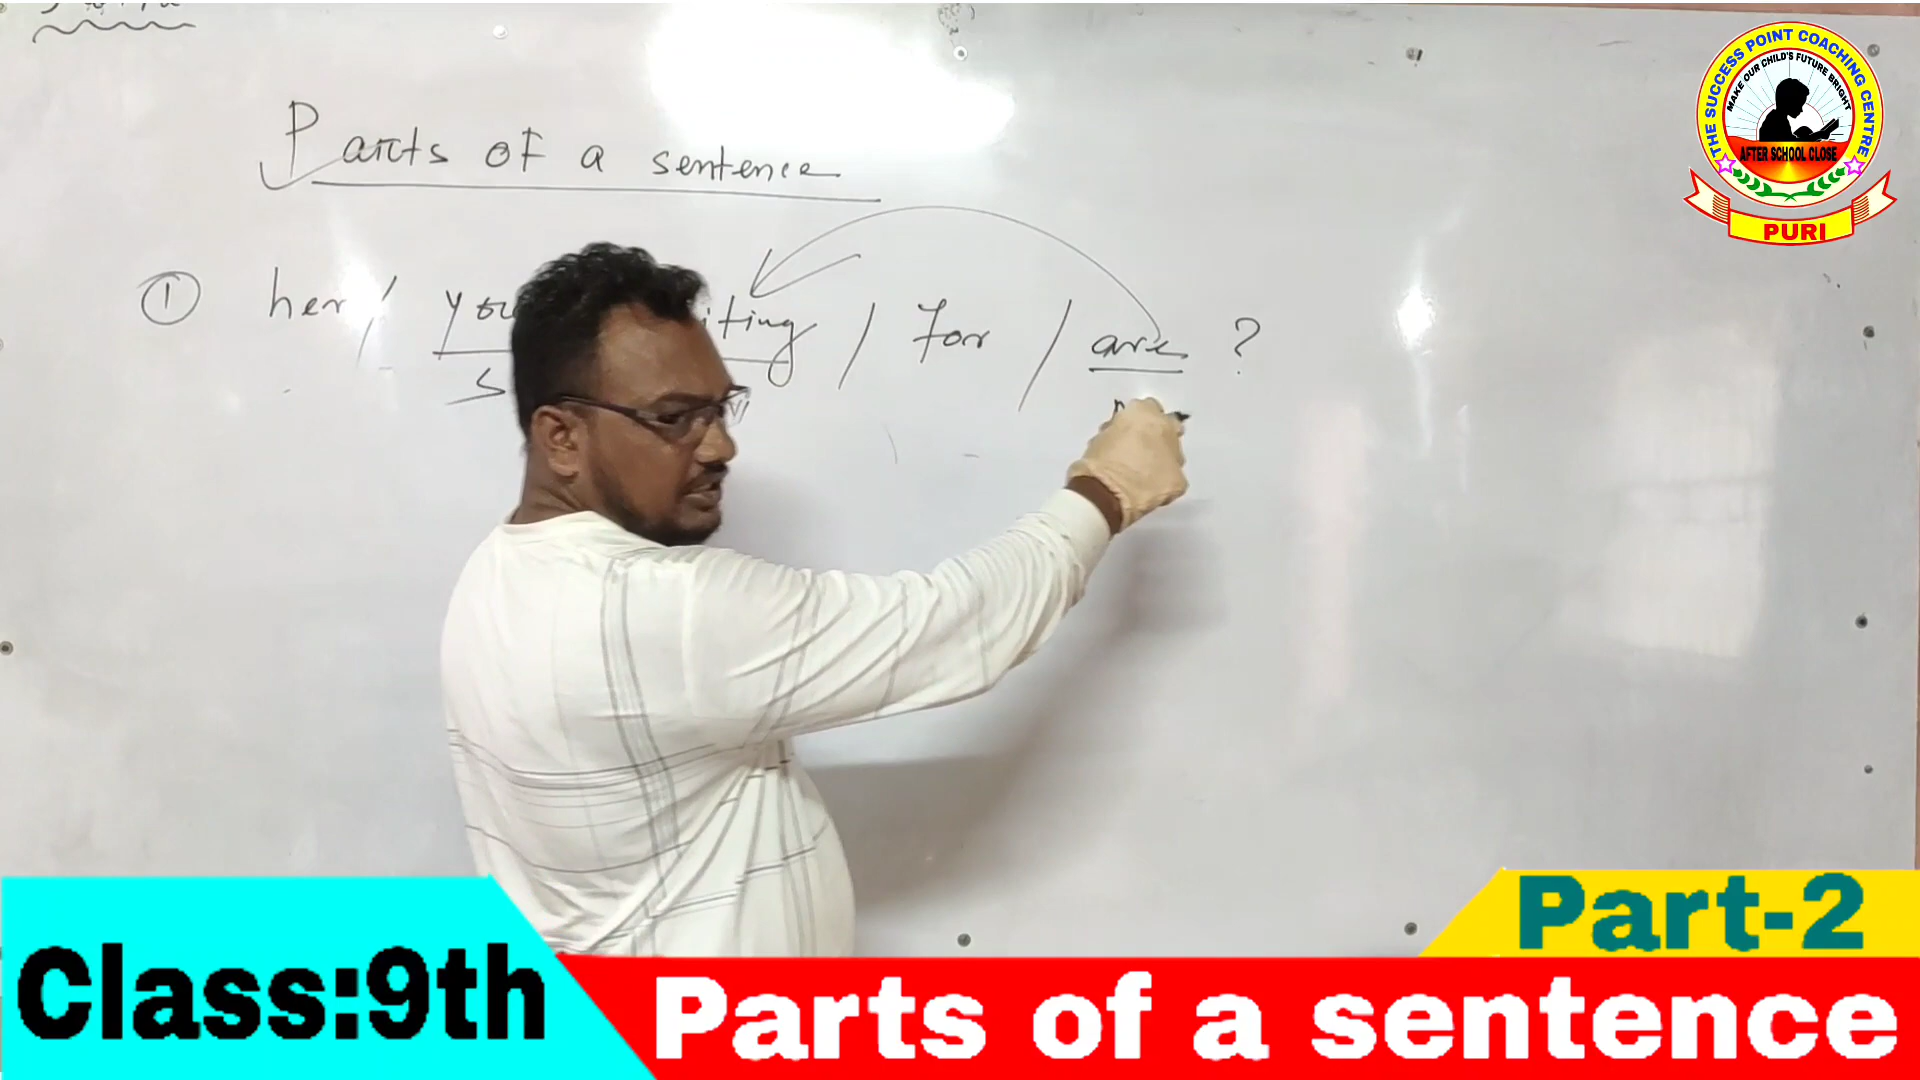 THE SUCCESS POINT COACHING CENTRE
MAKE OUR CHILD'S FUTURE BRIGHT
AFTER SCHOOL CLOSE
PURI
Parts of a sentence
① her / you iting / for / are ?
S
Part-2
Class:9th
Parts of a sentence